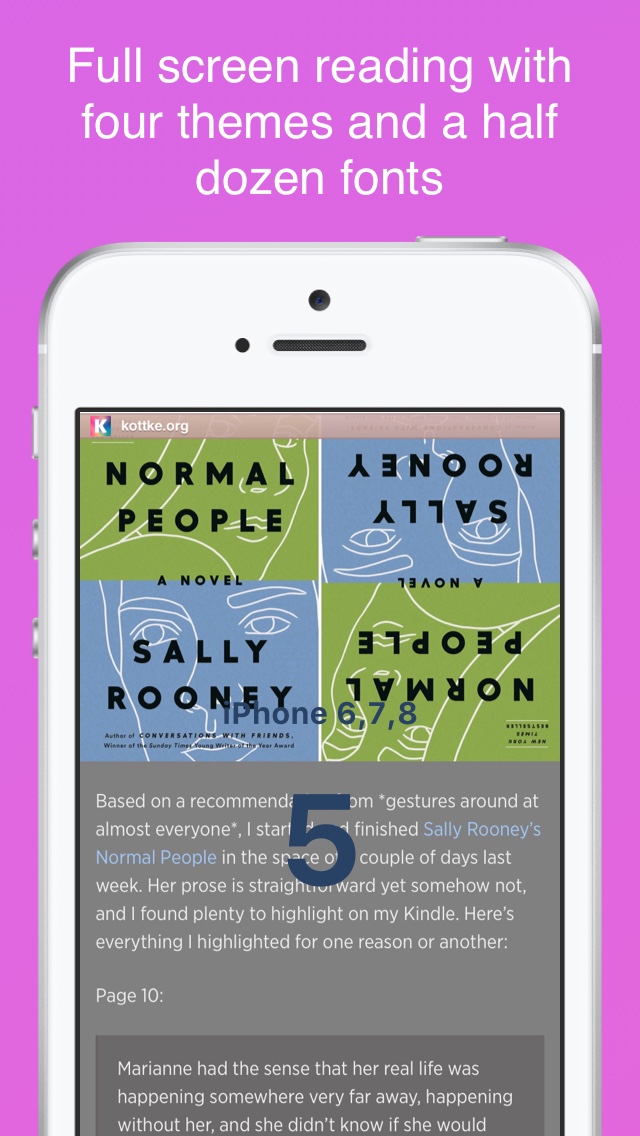 Full screen reading with
four themes and a half
dozen fonts
K kottke.org
NORMAL
PEOPLE
A NOVEL
SALLY
ROONEY
Author of CONVERSATIONS WITH FRIENDS,
Winner of the Sunday Times Young Writer of the Year Award
ROONEY
SALLY
A NOVEL
PEOPLE
NORMAL
NEW YORK
TIMES
BESTSELLER
iPhone 6,7,8
5
Based on a from *gestures around at
almost everyone*, I finished Sally Rooney's
Normal People in the space couple of days last
week. Her prose is straightforward yet somehow not,
and I found plenty to highlight on my Kindle. Here's
everything I highlighted for one reason or another:
Page 10:
Marianne had the sense that her real life was
happening somewhere very far away, happening
without her, and she didn't know if she would